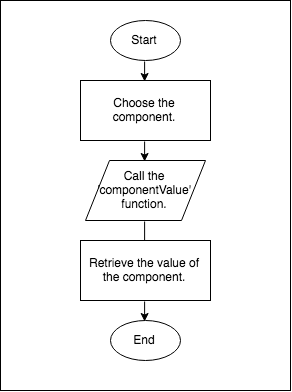 Start
Choose the
component.
Call the
componentValue'
function.
Retrieve the value of
the component.
End